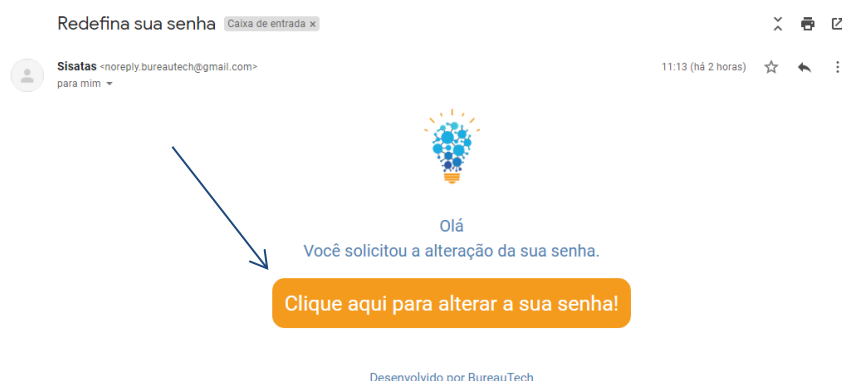 Redefina sua senha Caixa de entrada ×
Sisatas <noreply.bureautech@gmail.com> 11:13 (há 2 horas)
para mim
Olá
Você solicitou a alteração da sua senha.
Clique aqui para alterar a sua senha!
Desenvolvido por BureauTech